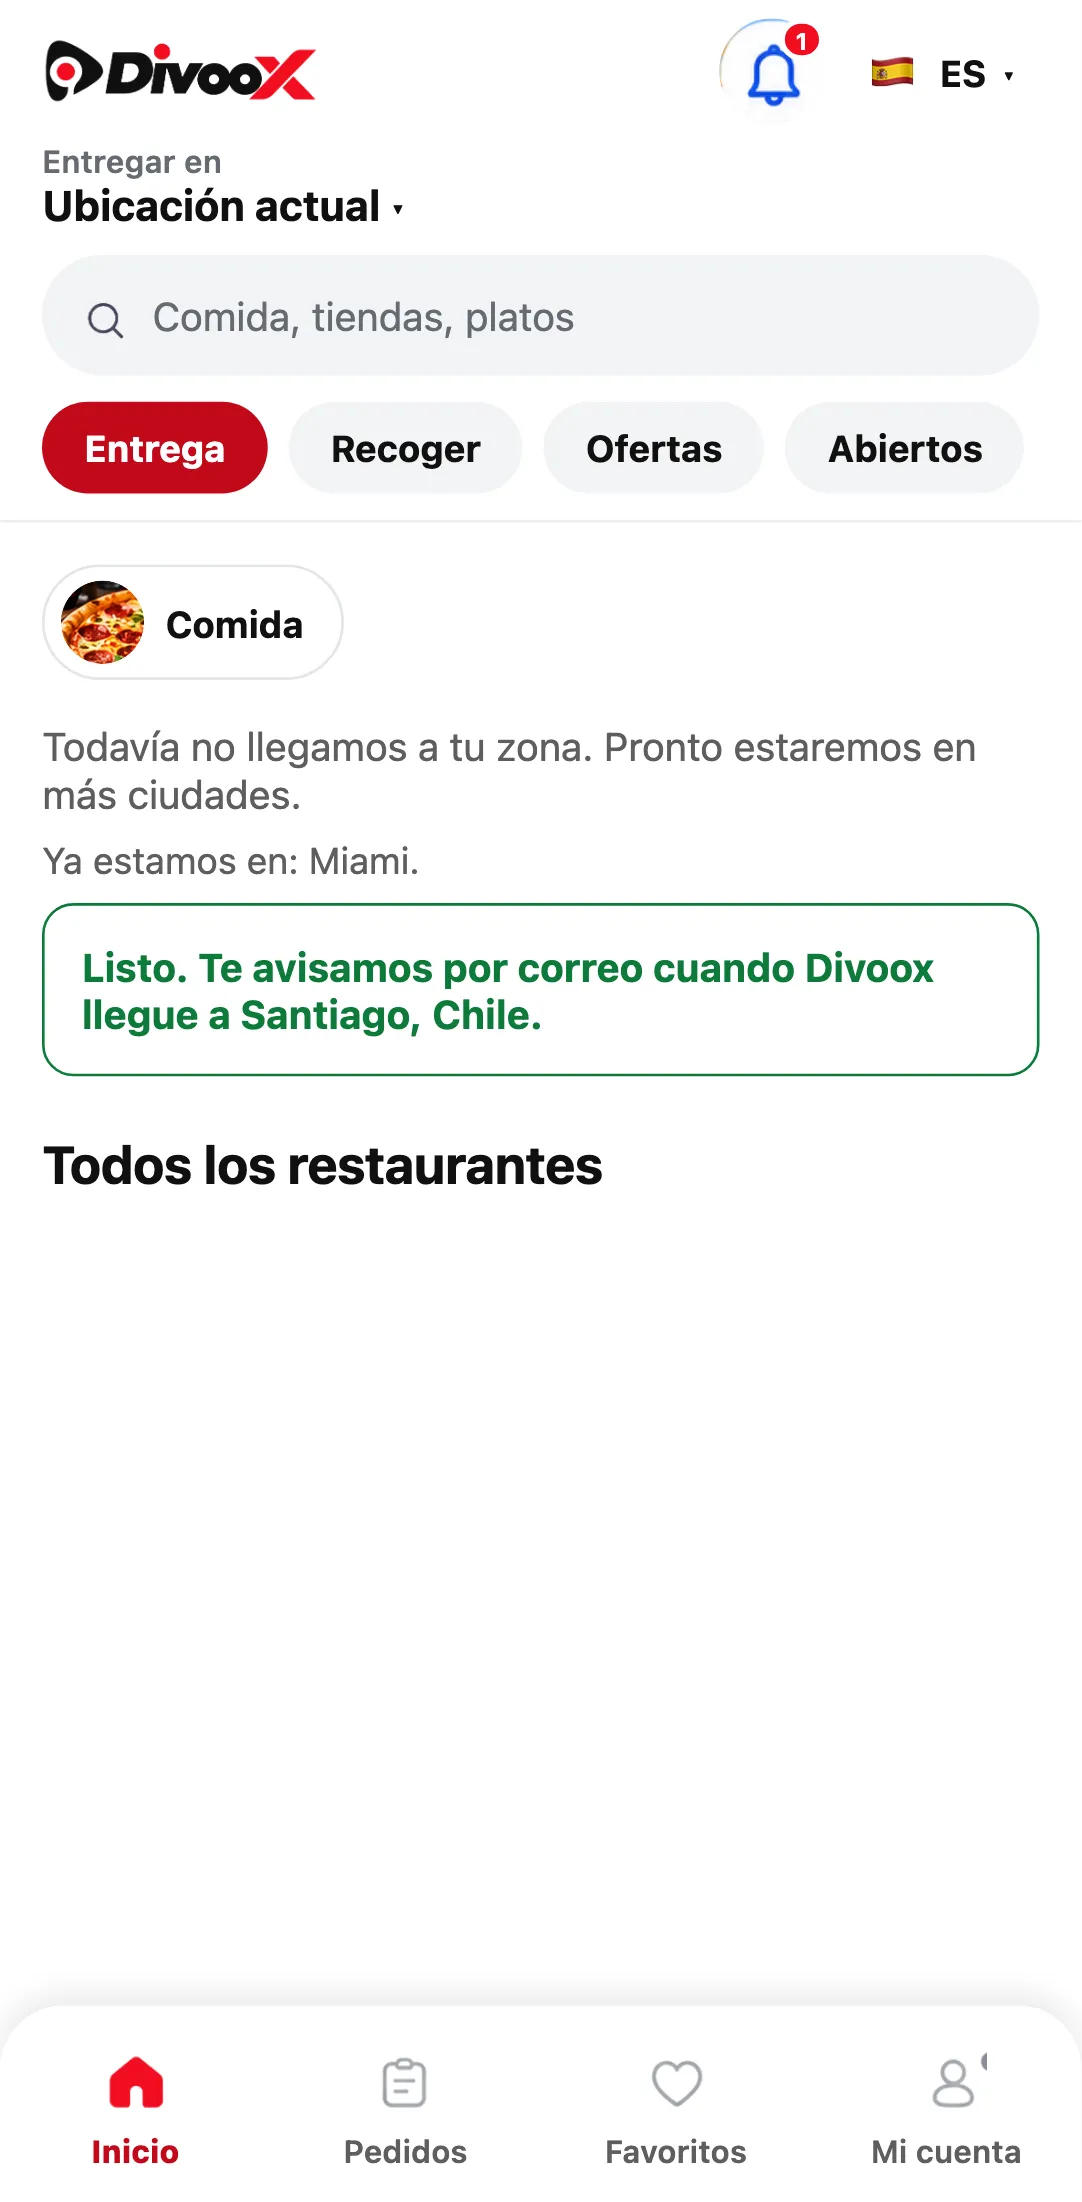 DivooX
1
ES
Entregar en
Ubicación actual
Comida, tiendas, platos
Entrega
Recoger
Ofertas
Abiertos
Comida
Todavía no llegamos a tu zona. Pronto estaremos en
más ciudades.
Ya estamos en: Miami.
Listo. Te avisamos por correo cuando Divoox
llegue a Santiago, Chile.
Todos los restaurantes
Inicio
Pedidos
Favoritos
Mi cuenta